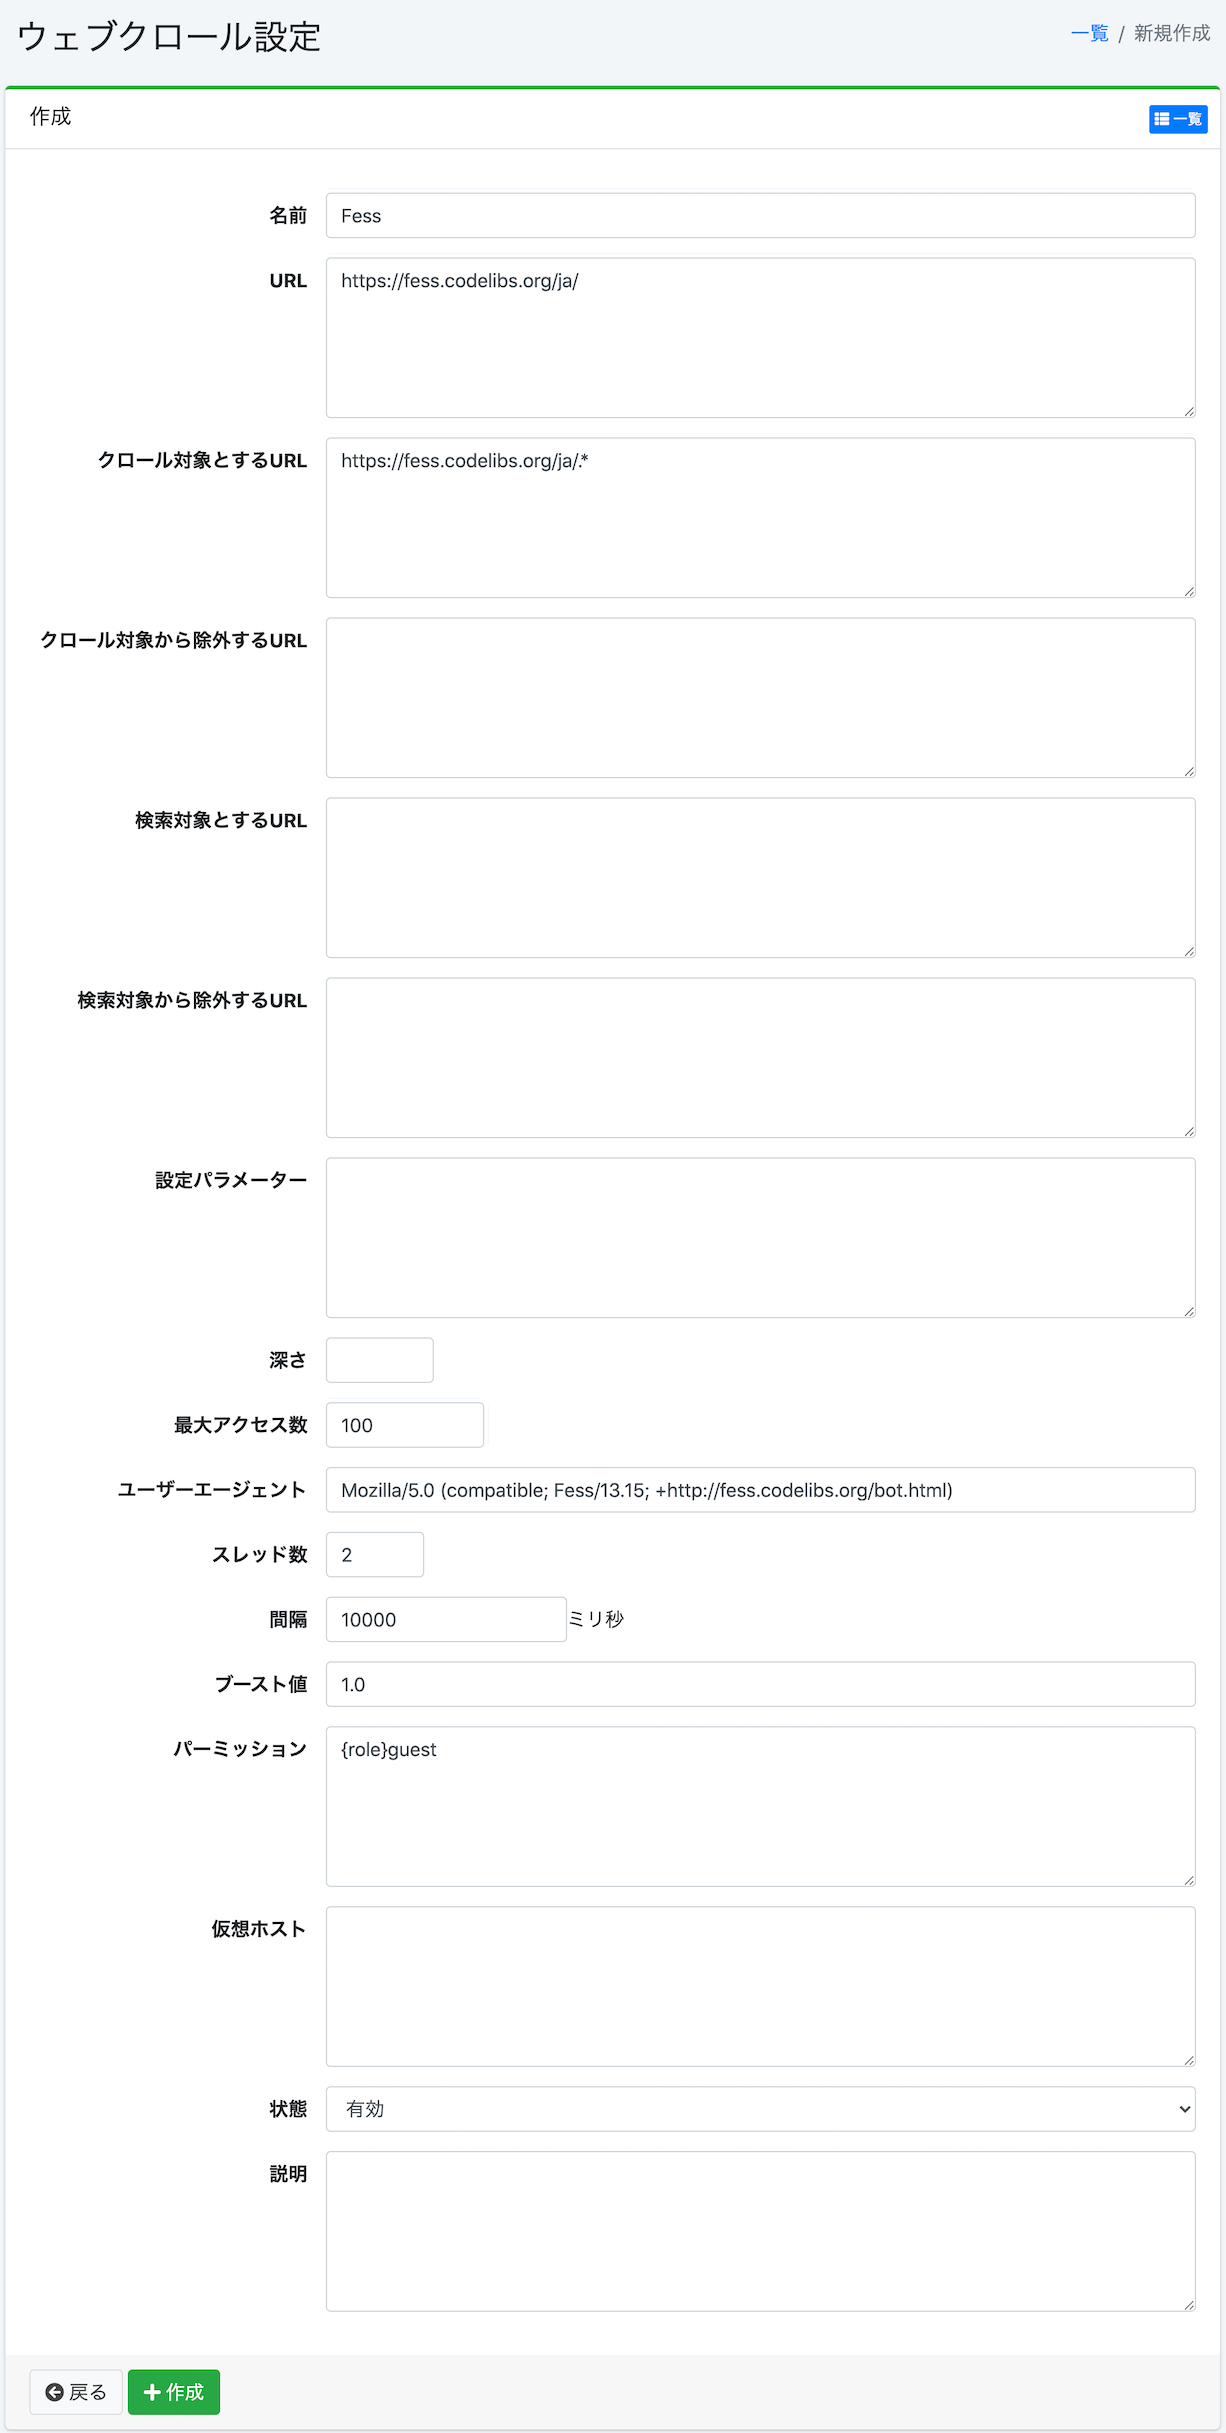 ウェブクロール設定
一覧 / 新規作成
作成
一覧
名前
Fess
URL
https://fess.codelibs.org/ja/
クロール対象とするURL
https://fess.codelibs.org/ja/.*
クロール対象から除外するURL
検索対象とするURL
検索対象から除外するURL
設定パラメーター
深さ
最大アクセス数
100
ユーザーエージェント
Mozilla/5.0 (compatible; Fess/13.15; +http://fess.codelibs.org/bot.html)
スレッド数
2
間隔
10000 ミリ秒
ブースト値
1.0
パーミッション
{role}guest
仮想ホスト
状態
有効
説明
戻る
作成